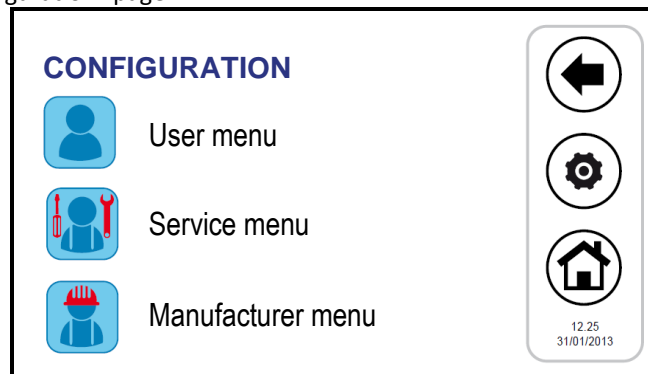 CONFIGURATION
User menu
Service menu
Manufacturer menu
12.25
31/01/2013